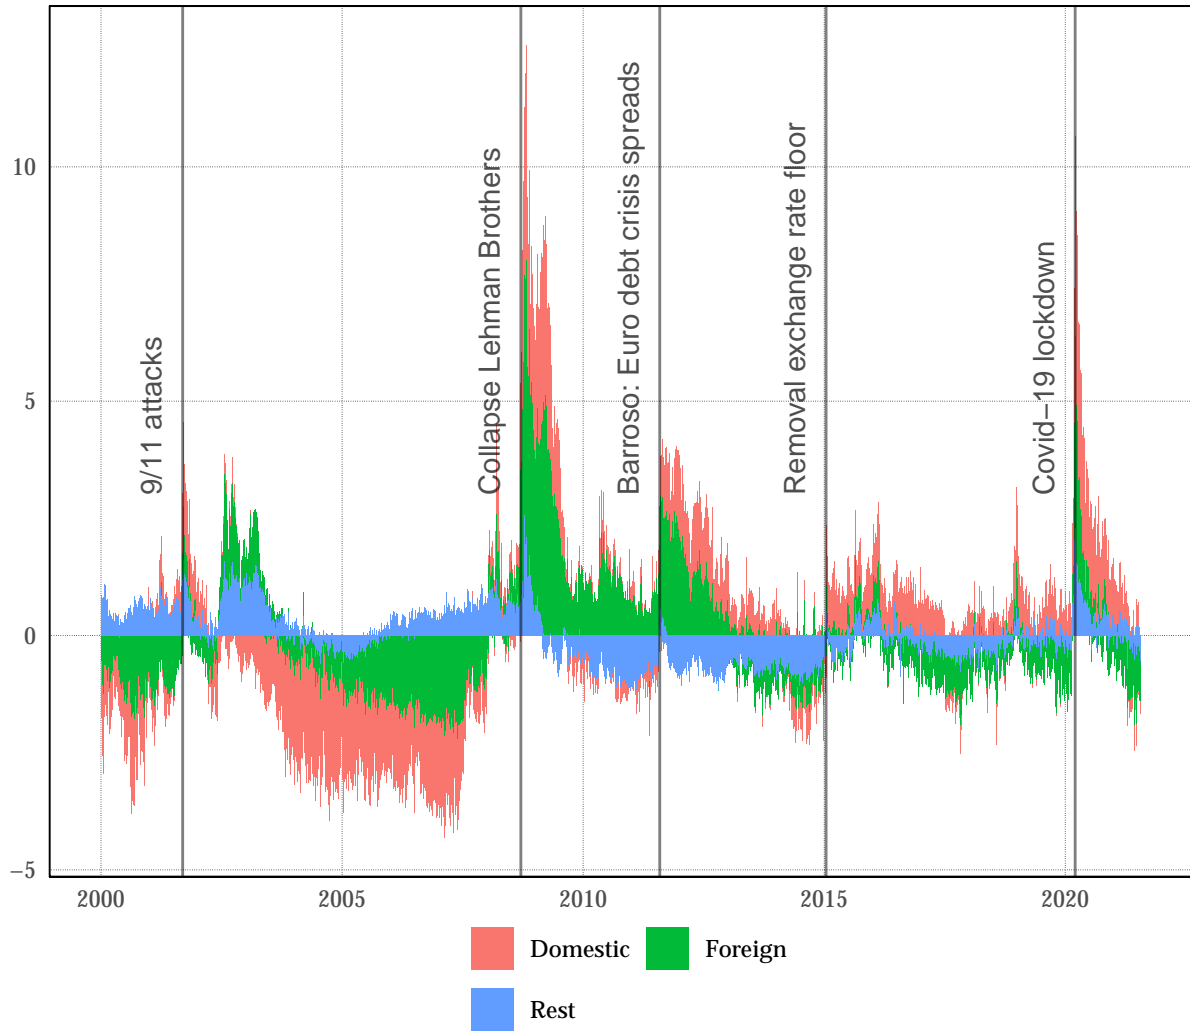 10
5
0
−5
9/11 attacks
Collapse Lehman Brothers
Barroso: Euro debt crisis spreads
Removal exchange rate floor
Covid−19 lockdown
2000
2005
2010
2015
2020
Domestic
Foreign
Rest